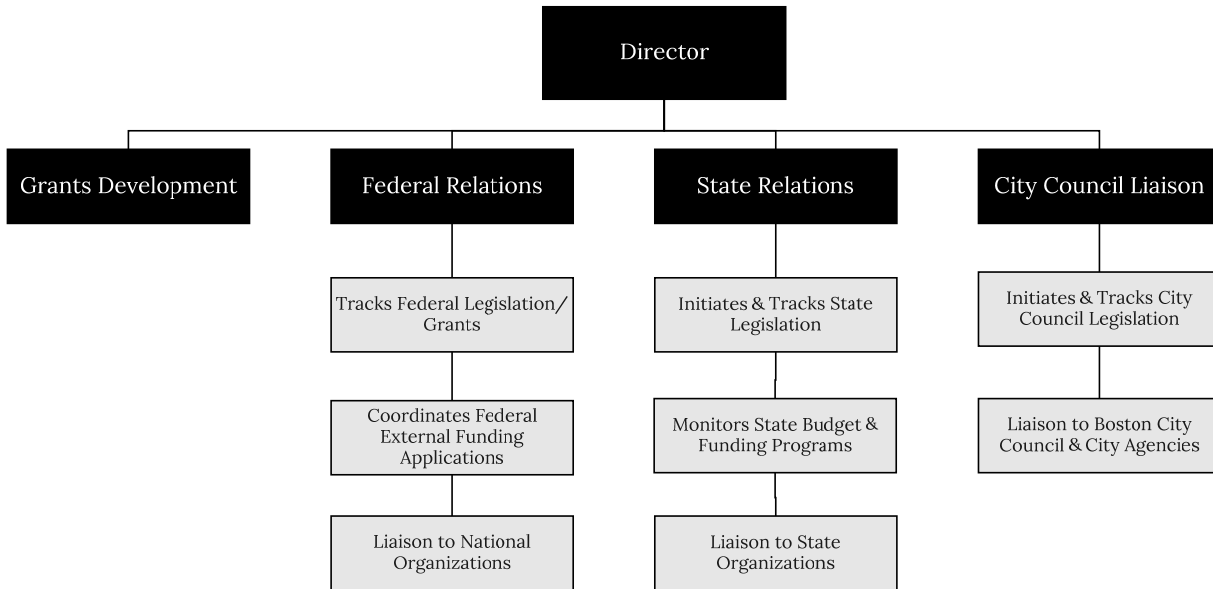 Director
Grants Development
Federal Relations
State Relations
City Council Liaison
Tracks Federal Legislation/
Grants
Initiates & Tracks State
Legislation
Initiates & Tracks City
Council Legislation
Coordinates Federal
External Funding
Applications
Monitors State Budget &
Funding Programs
Liaison to Boston City
Council & City Agencies
Liaison to National
Organizations
Liaison to State
Organizations